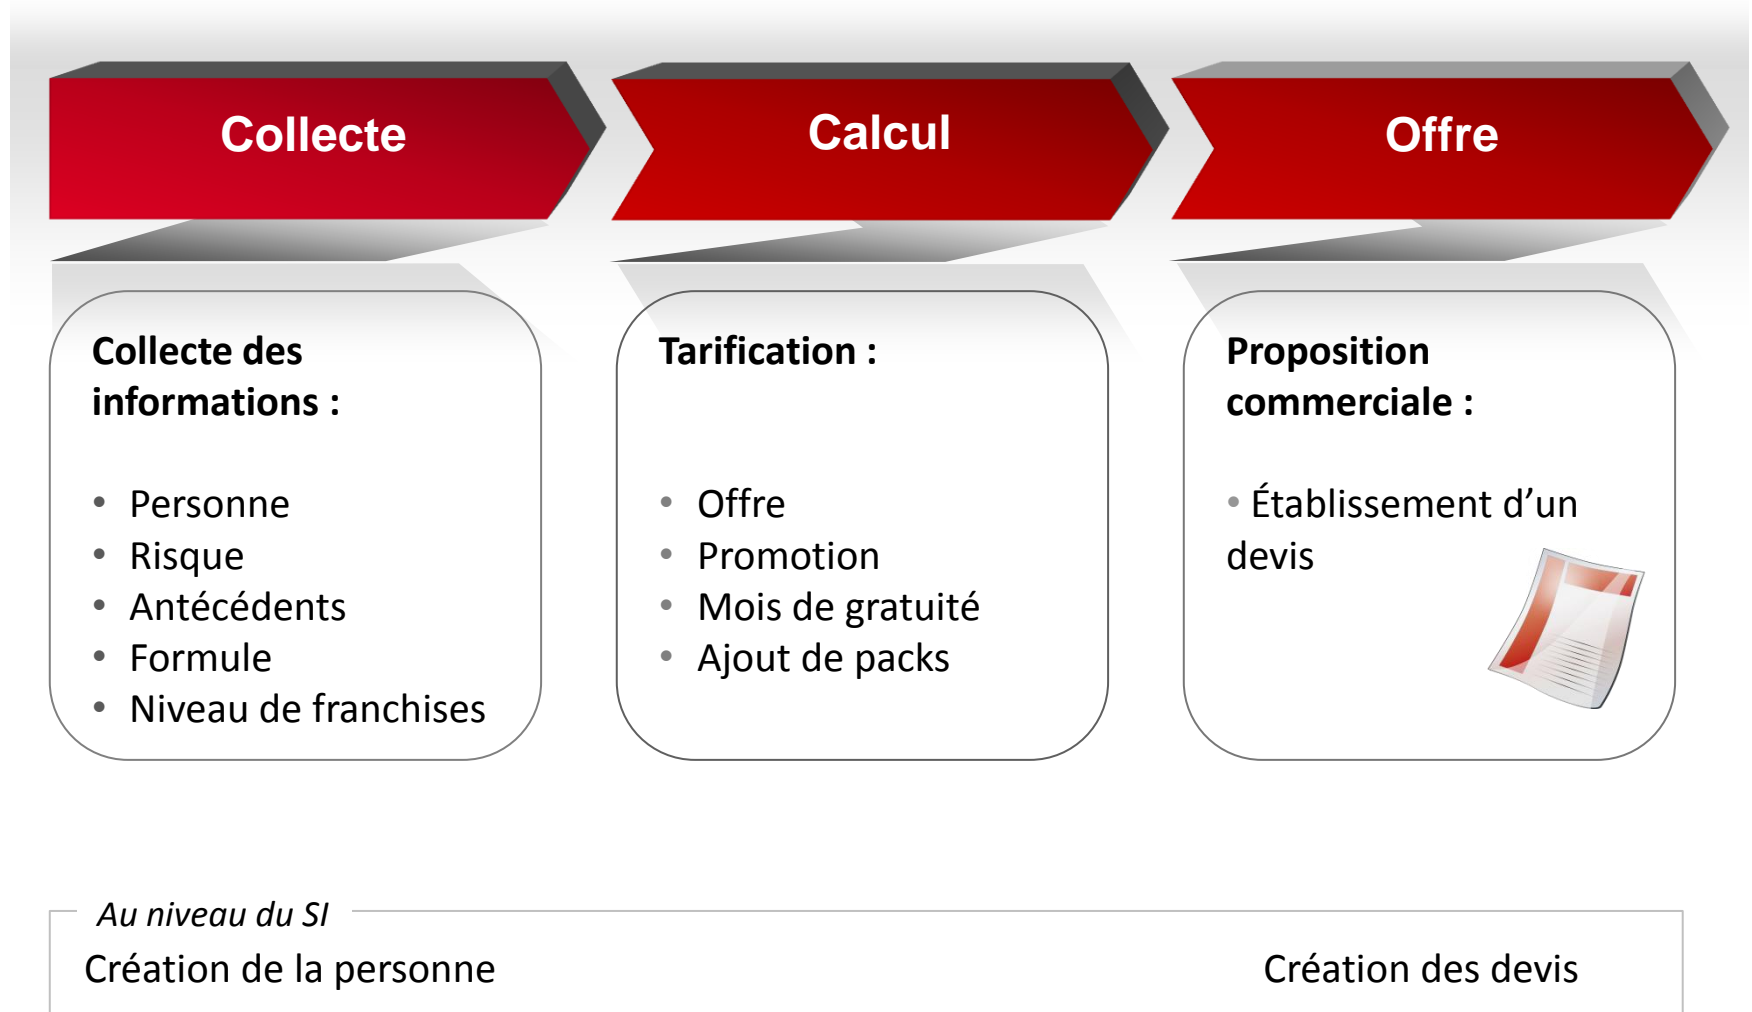 Collecte
Calcul
Offre
Collecte des
informations :
• Personne
• Risque
• Antécédents
• Formule
• Niveau de franchises
Tarification :
• Offre
• Promotion
• Mois de gratuité
• Ajout de packs
Proposition
commerciale :
• Établissement d’un
devis
Au niveau du SI
Création de la personne
Création des devis